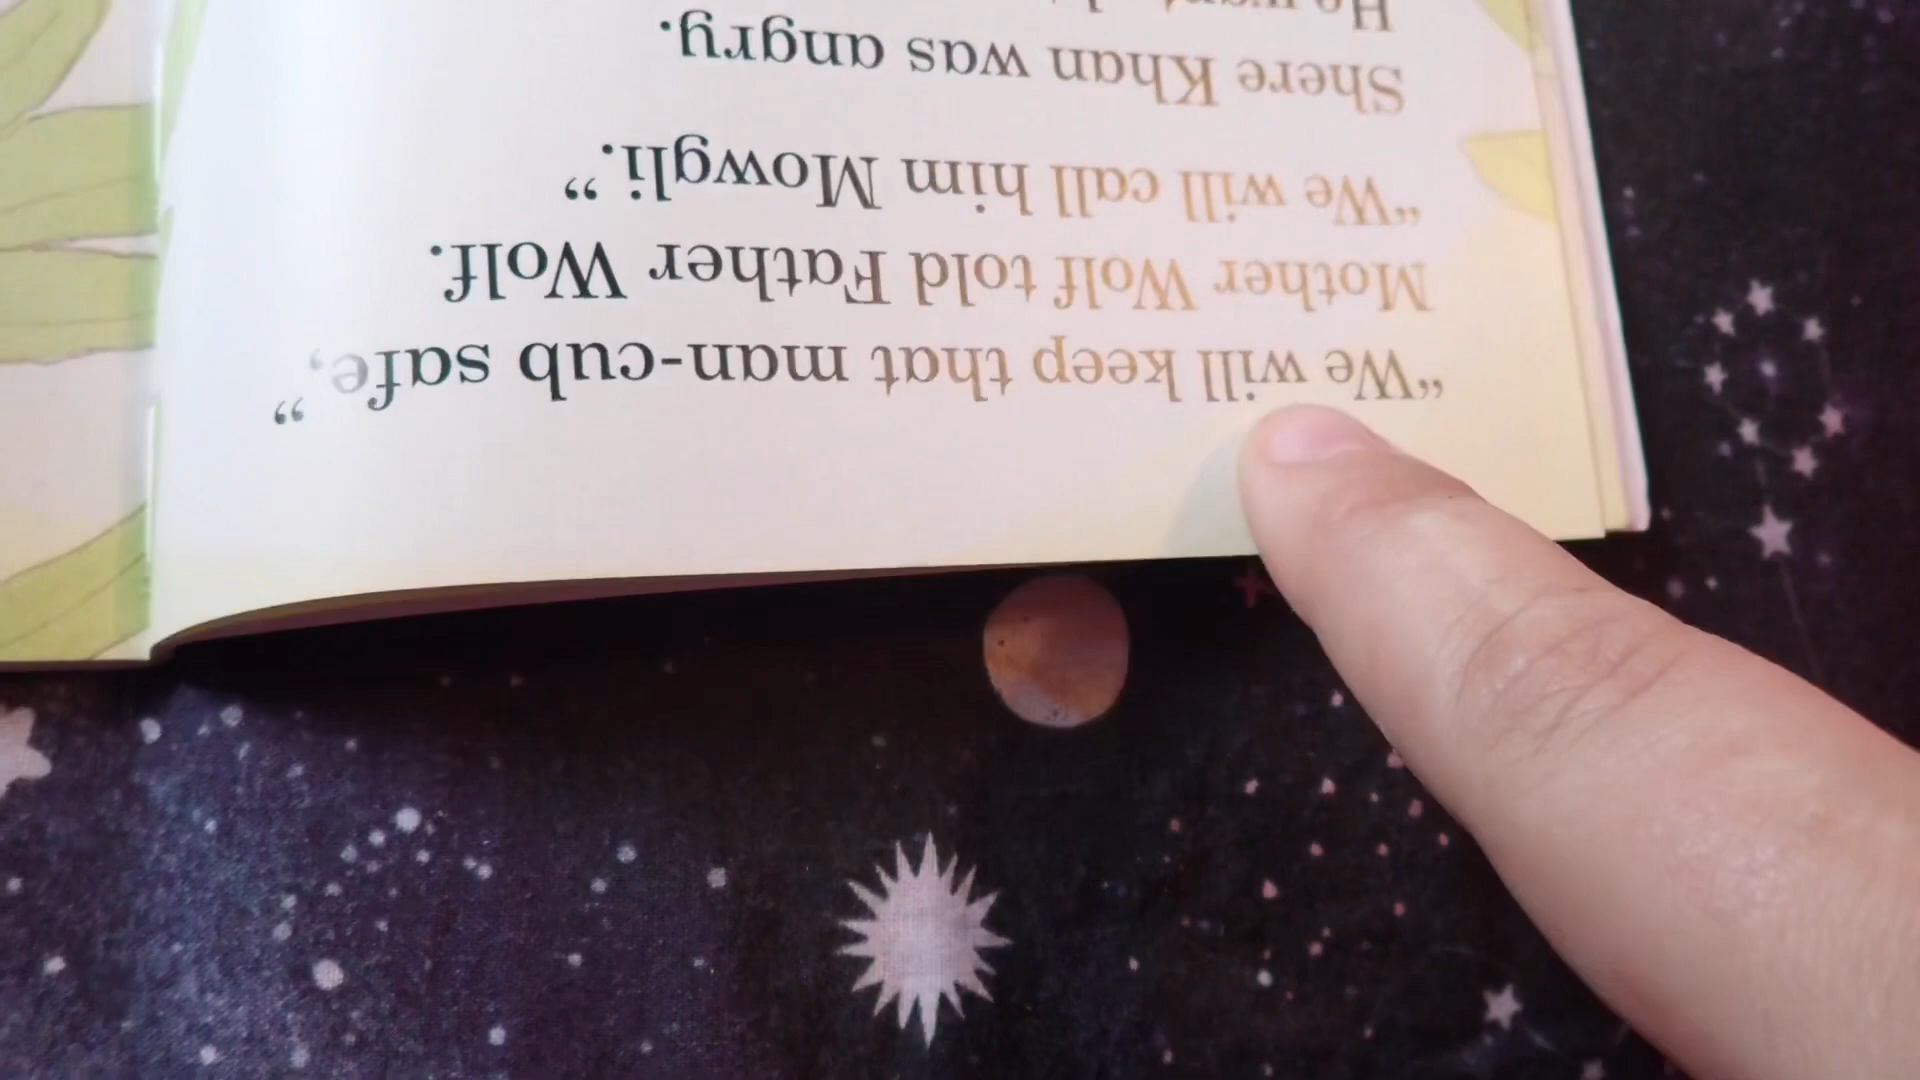 “We will keep that man-cub safe,”
Mother Wolf told Father Wolf.
“We will call him Mowgli.”
Shere Khan was angry.
He